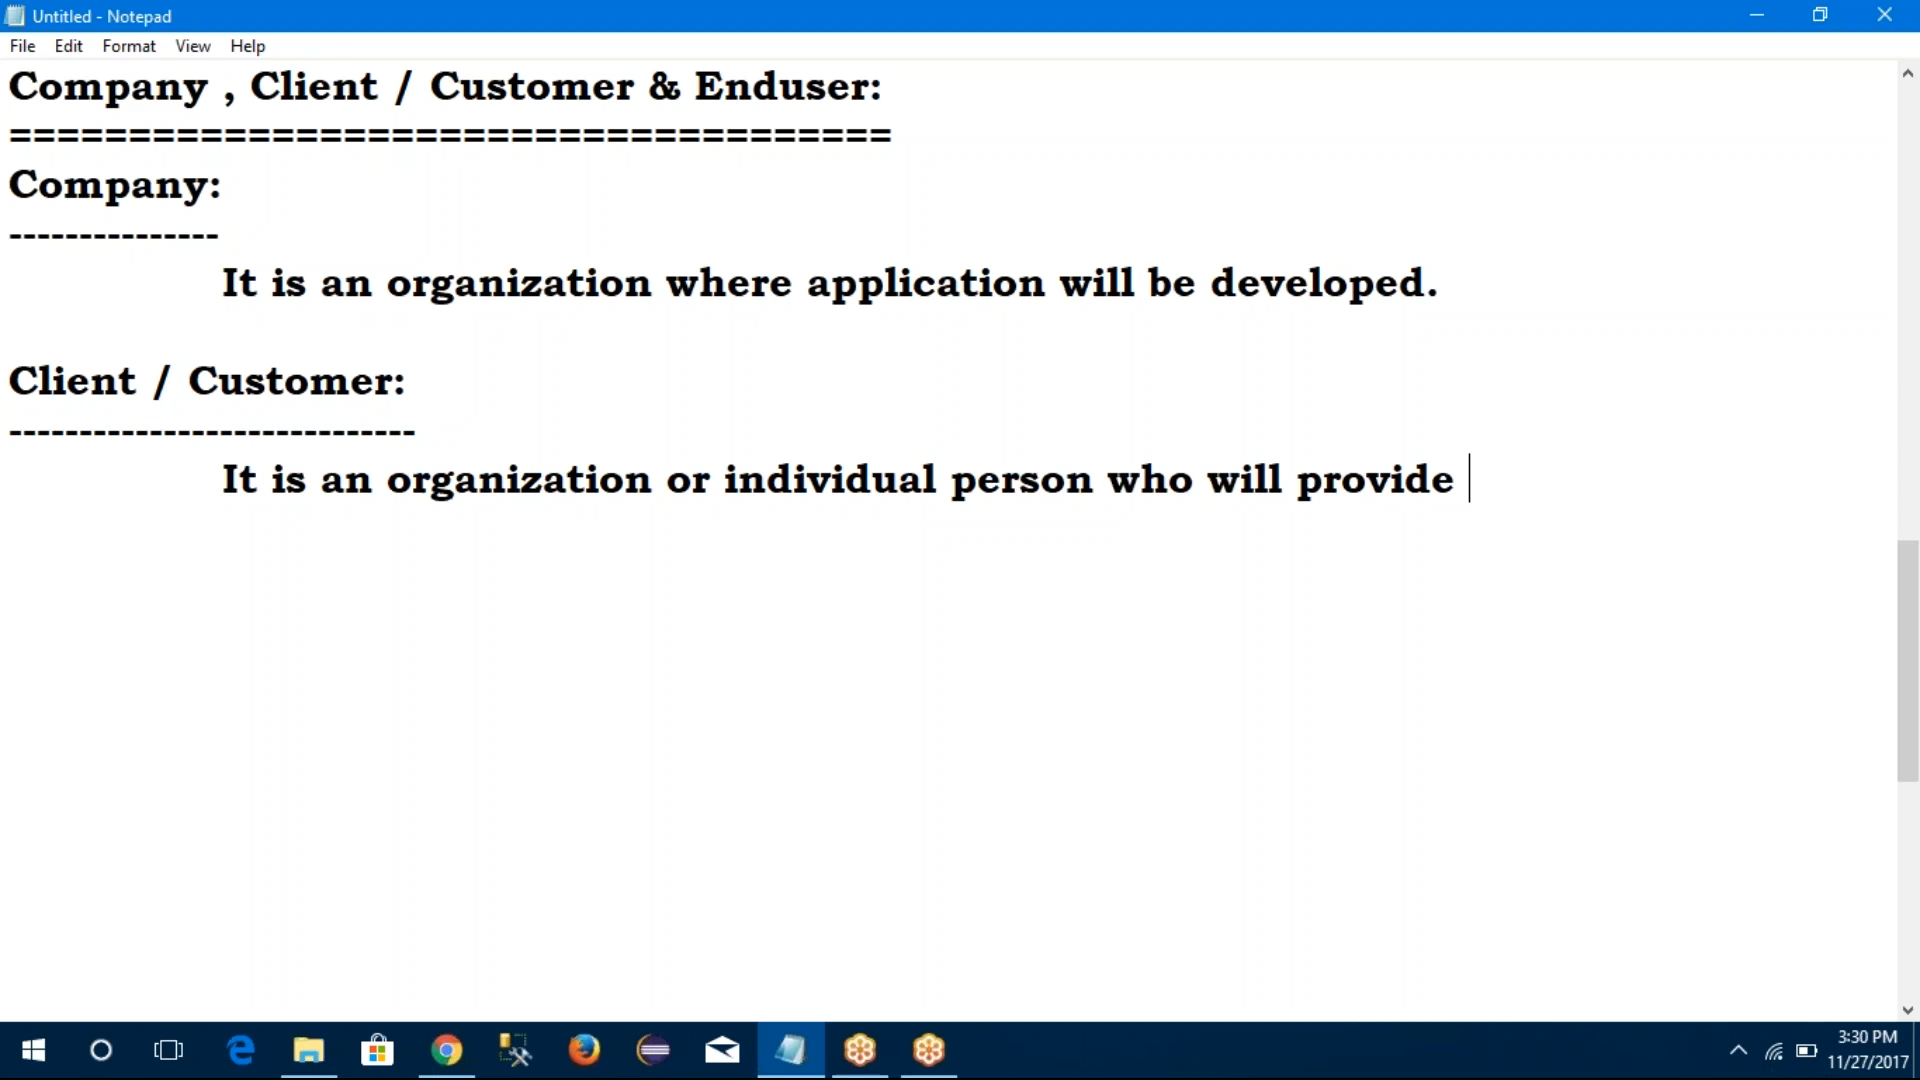 Untitled - Notepad
File Edit Format View Help
Company , Client / Customer & Enduser:
=====================================
Company:
---------------
It is an organization where application will be developed.
Client / Customer:
-----------------------------
It is an organization or individual person who will provide
3:30 PM
11/27/2017